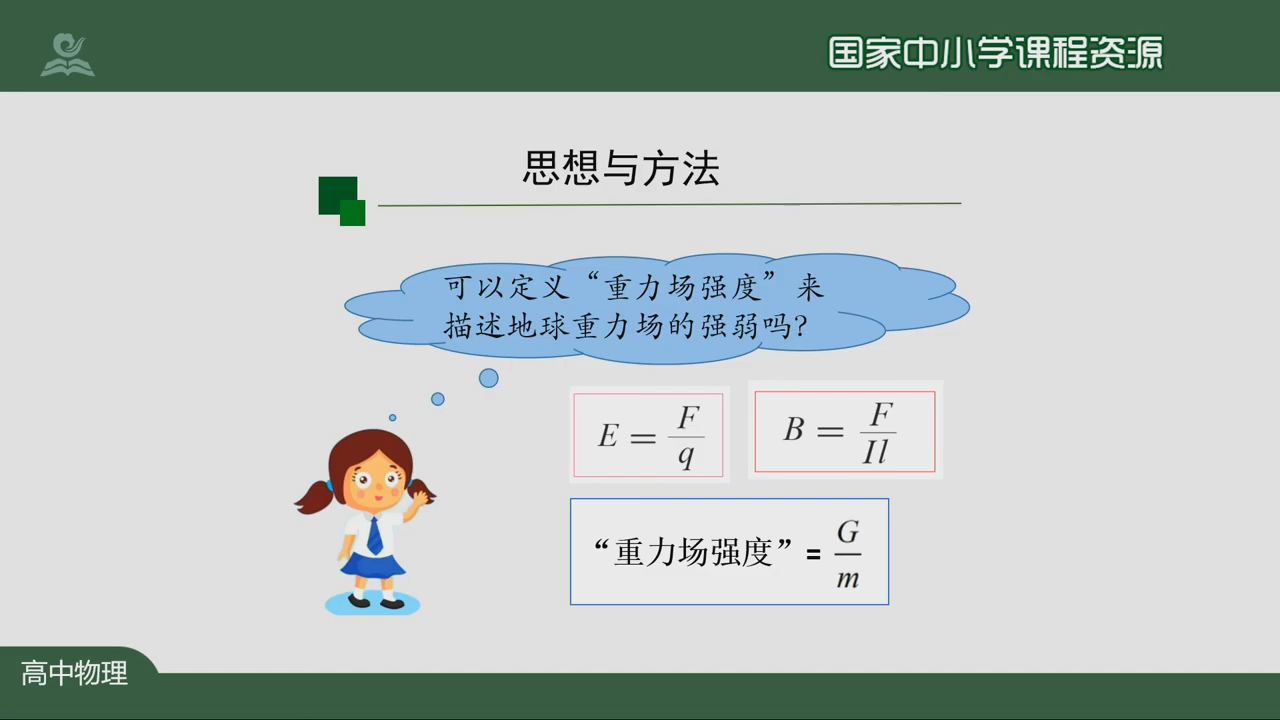 国家中小学课程资源
思想与方法
可以定义“重力场强度”来
描述地球重力场的强弱吗?
E = F/q
B = F/Il
“重力场强度”= G/m
高中物理